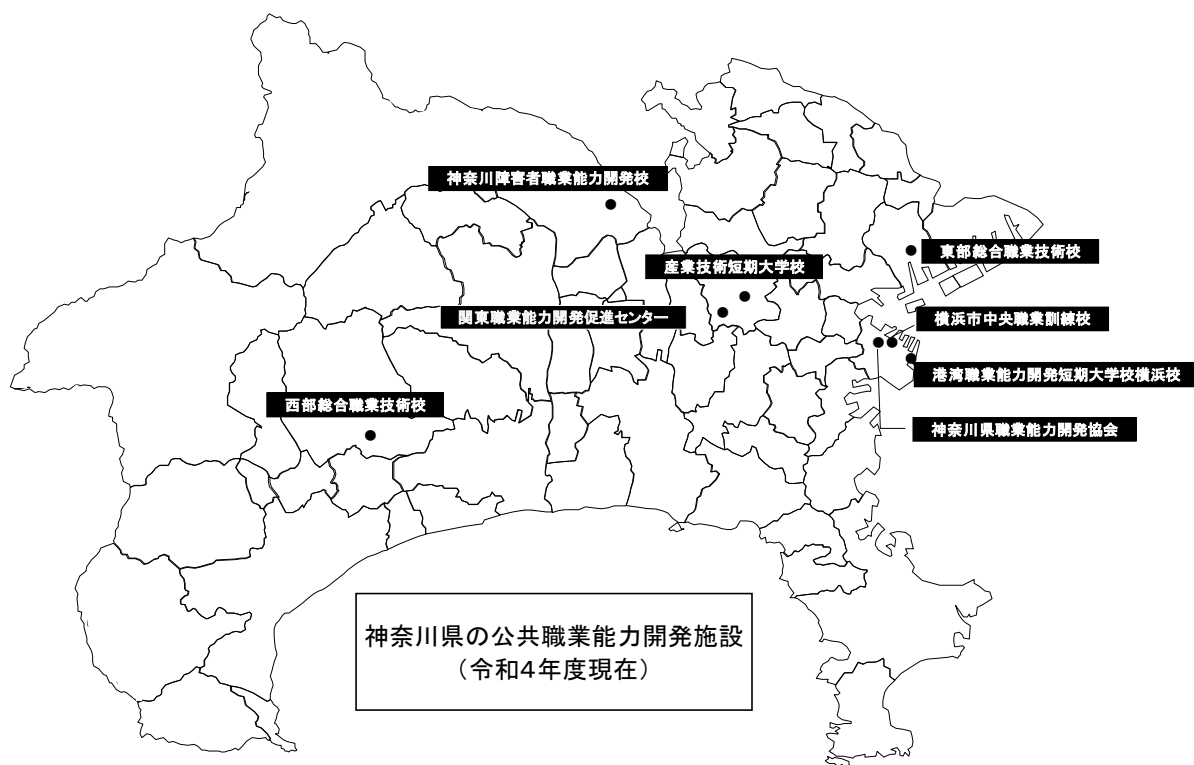 神奈川障害者職業能力開発校
東部総合職業技術校
産業技術短期大学校
関東職業能力開発促進センター
横浜市中央職業訓練校
港湾職業能力開発短期大学校横浜校
西部総合職業技術校
神奈川県職業能力開発協会
神奈川県の公共職業能力開発施設
（令和4年度現在）